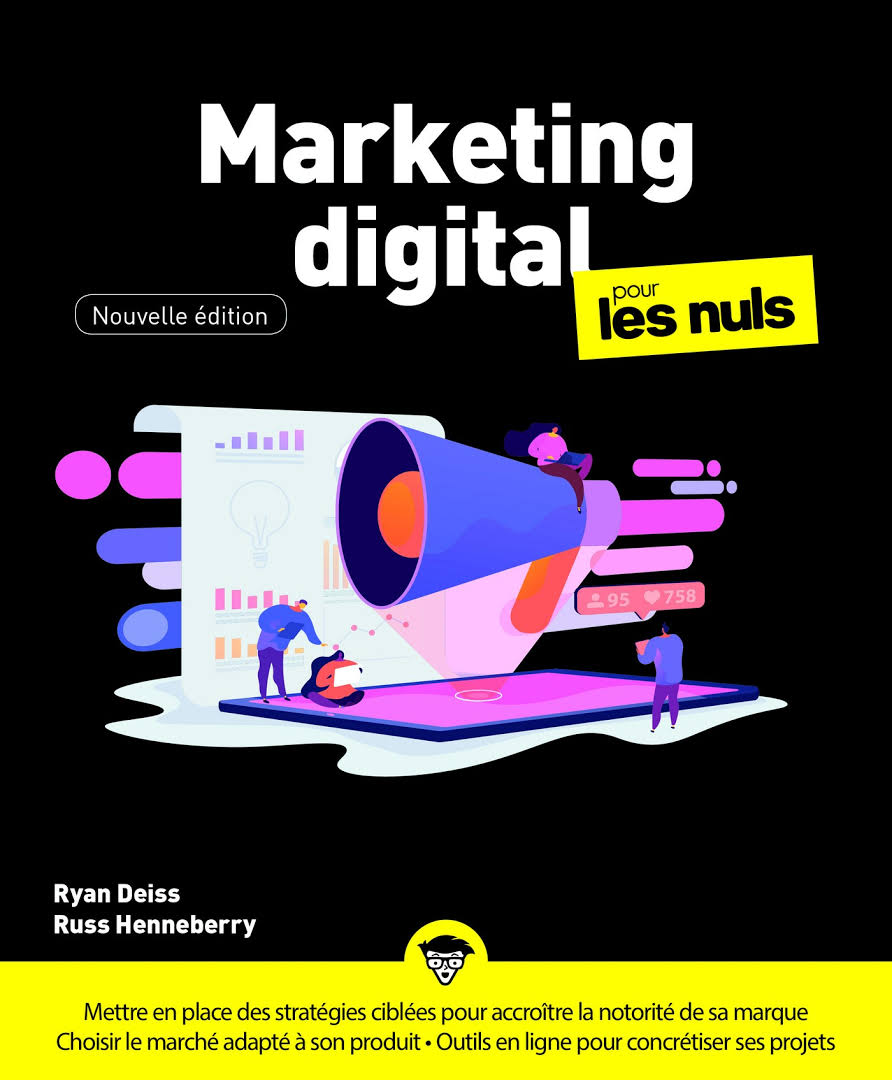 Marketing
digital
pour
les nuls
Nouvelle édition
95 758
Ryan Deiss
Russ Henneberry
Mettre en place des stratégies ciblées pour accroître la notorité de sa marque
Choisir le marché adapté à son produit • Outils en ligne pour concrétiser ses projets